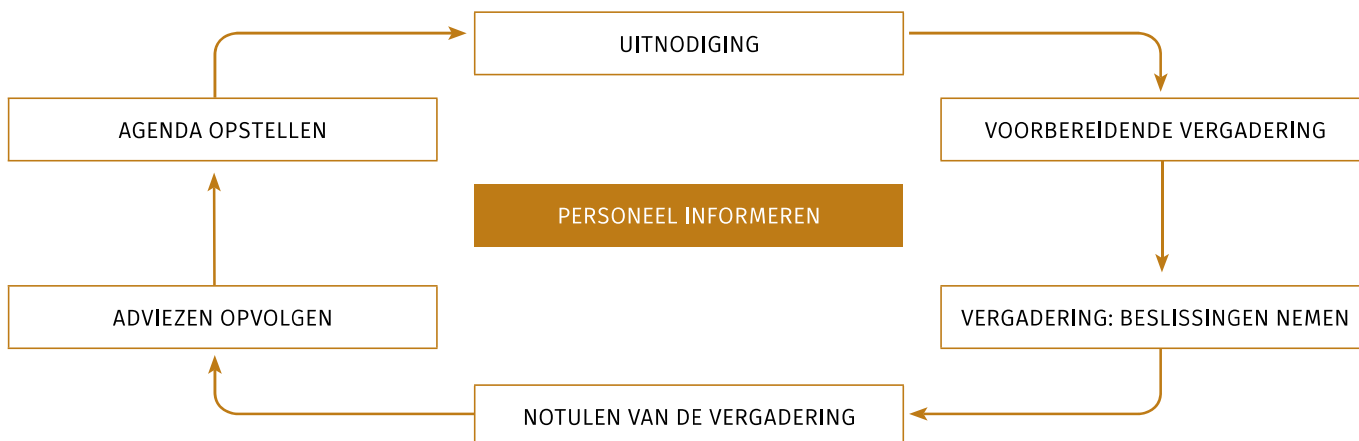 UITNODIGING
AGENDA OPSTELLEN
VOORBEREIDENDE VERGADERING
PERSONEEL INFORMEREN
ADVIEZEN OPVOLGEN
VERGADERING: BESLISSINGEN NEMEN
NOTULEN VAN DE VERGADERING